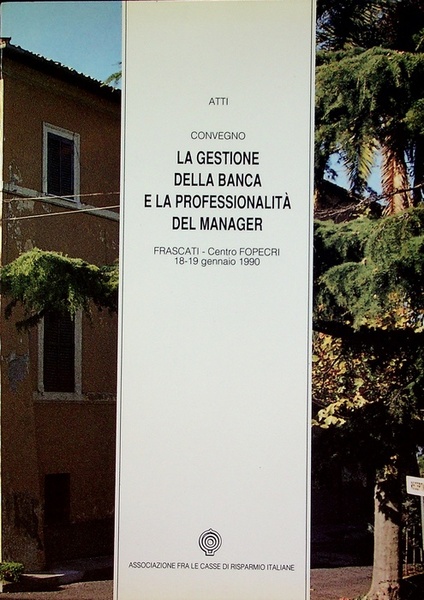 ATTI
CONVEGNO
LA GESTIONE
DELLA BANCA
E LA PROFESSIONALITÀ
DEL MANAGER
FRASCATI - Centro FOPECRI
18-19 gennaio 1990
ASSOCIAZIONE FRA LE CASSE DI RISPARMIO ITALIANE